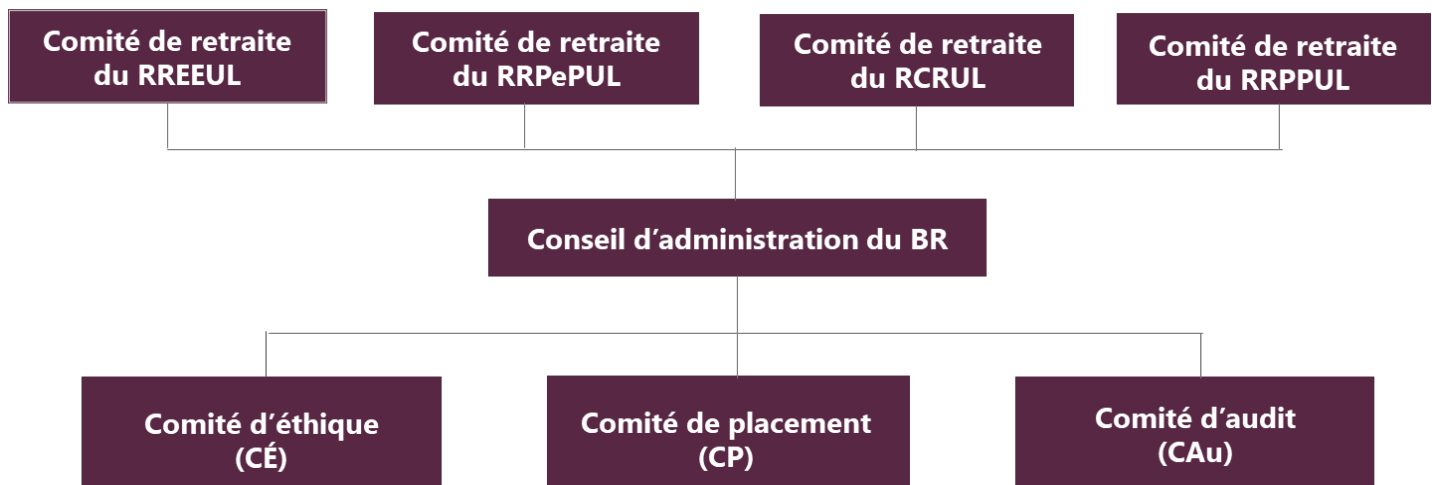 Comité de retraite
du RREEUL
Comité de retraite
du RRPePUL
Comité de retraite
du RCRUL
Comité de retraite
du RRPPUL
Conseil d’administration du BR
Comité d’éthique
(CÉ)
Comité de placement
(CP)
Comité d’audit
(CAu)